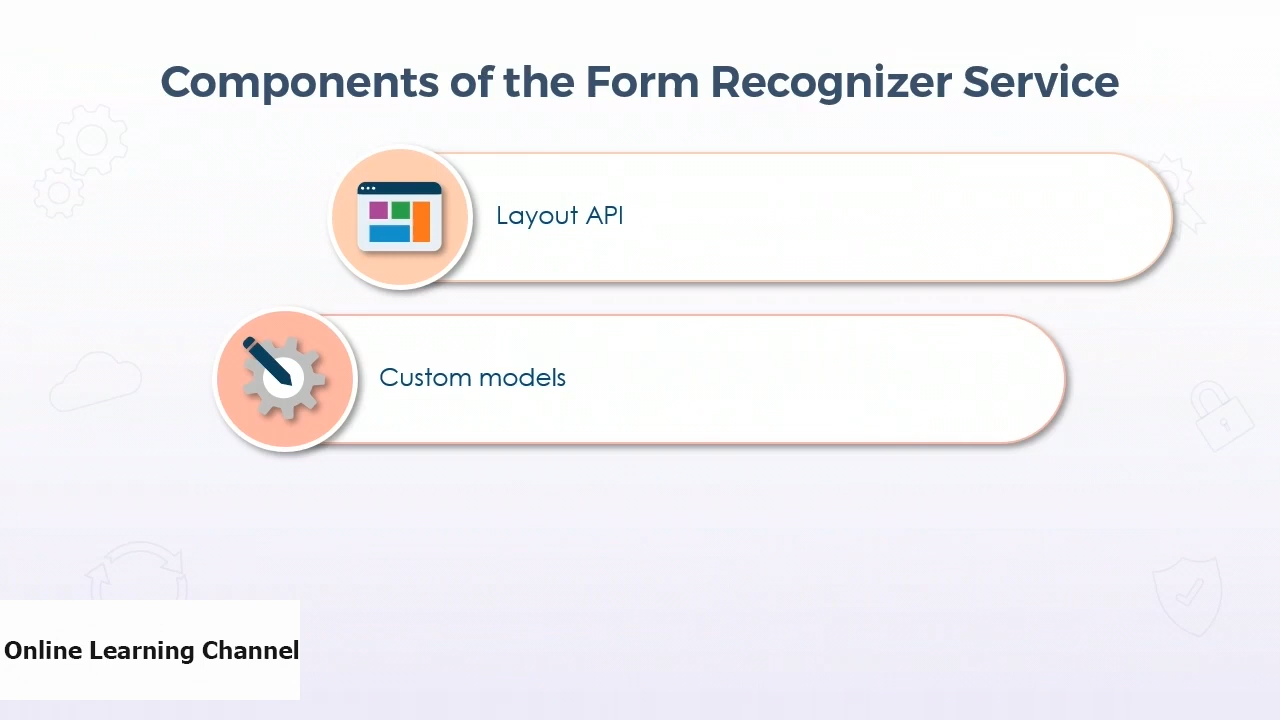 Components of the Form Recognizer Service
Layout API
Custom models
Online Learning Channel